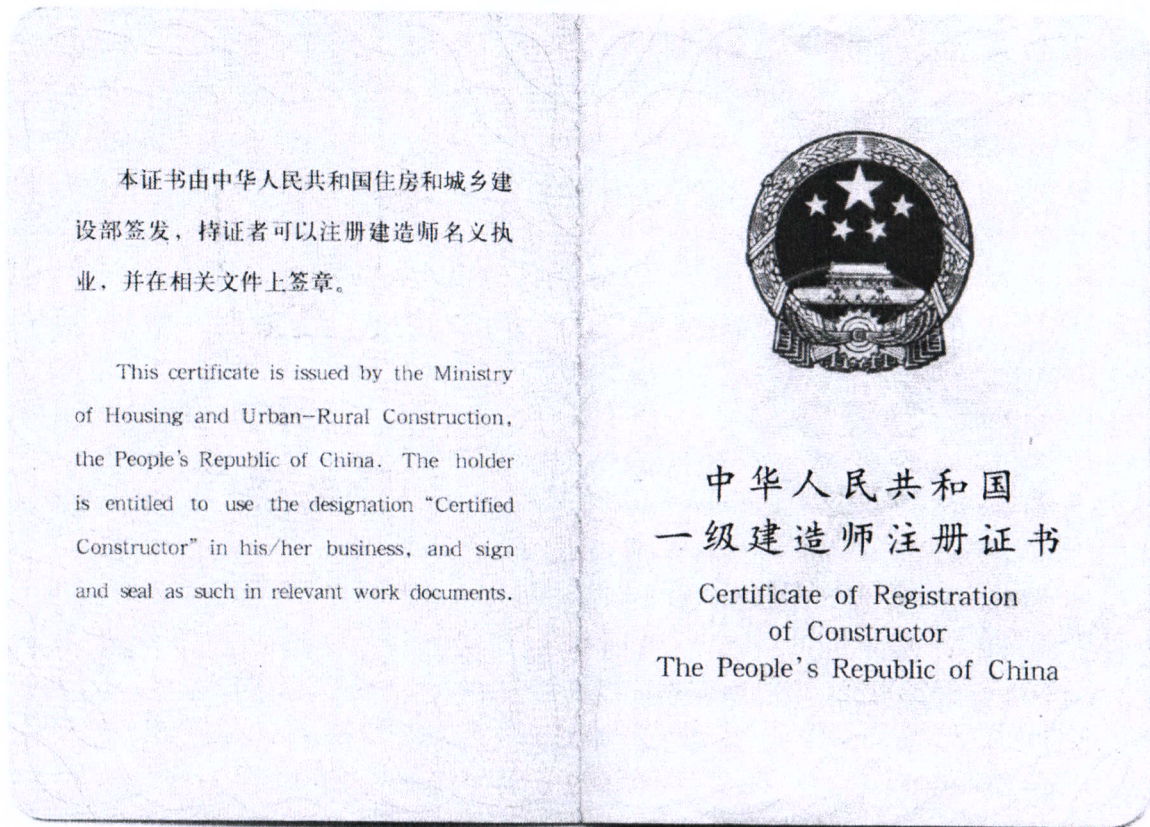 本证书由中华人民共和国住房和城乡建
设部签发，持证者可以注册建造师名义执
业，并在相关文件上签章。
This certificate is issued by the Ministry
of Housing and Urban-Rural Construction,
the People's Republic of China. The holder
is entitled to use the designation "Certified
Constructor" in his/her business, and sign
and seal as such in relevant work documents.
中华人民共和国
一级建造师注册证书
Certificate of Registration
of Constructor
The People's Republic of China